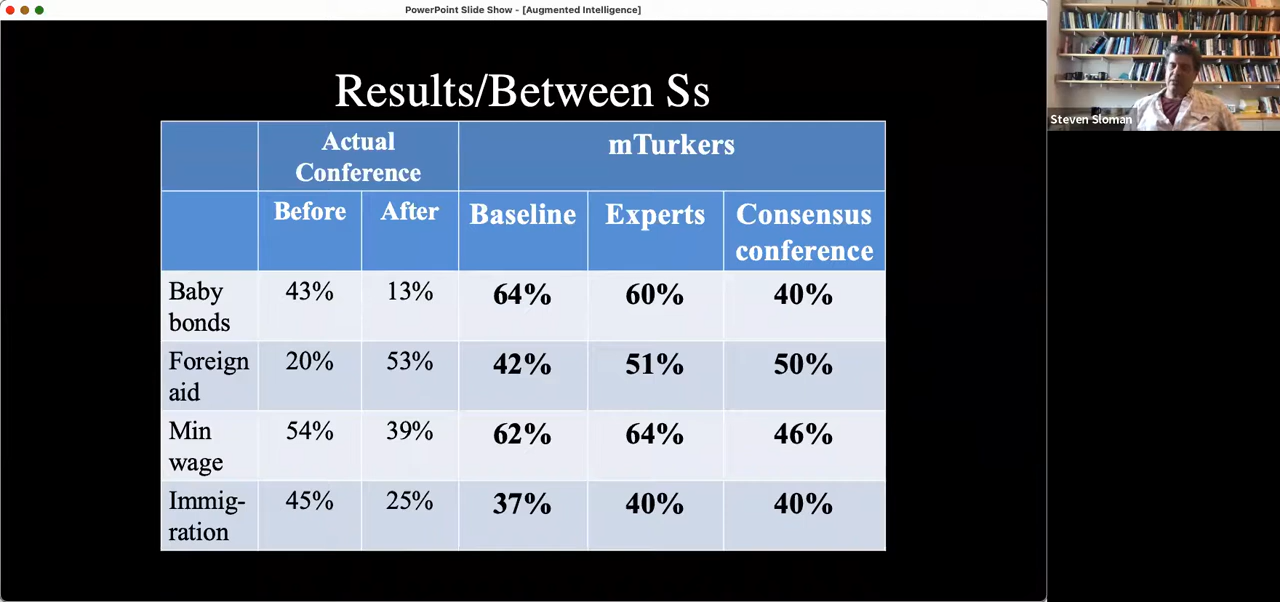 PowerPoint Slide Show - [Augmented Intelligence]
Results/Between Ss
Actual
Conference
mTurkers
Before After Baseline Experts Consensus
conference
Baby
bonds
43% 13% 64% 60% 40%
Foreign
aid
20% 53% 42% 51% 50%
Min
wage
54% 39% 62% 64% 46%
Immig-
ration
45% 25% 37% 40% 40%
Steven Sloman